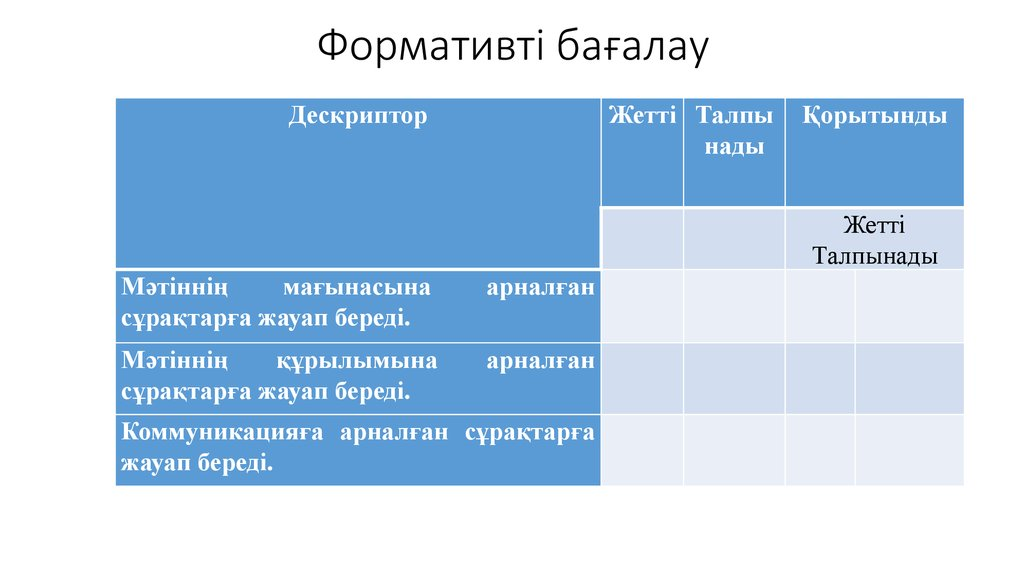 Формативті бағалау
Дескриптор
Жетті
Талпы
нады
Қорытынды
Жетті
Талпынады
Мәтіннің мағынасына арналған
сұрақтарға жауап береді.
Мәтіннің құрылымына арналған
сұрақтарға жауап береді.
Коммуникацияға арналған сұрақтарға
жауап береді.